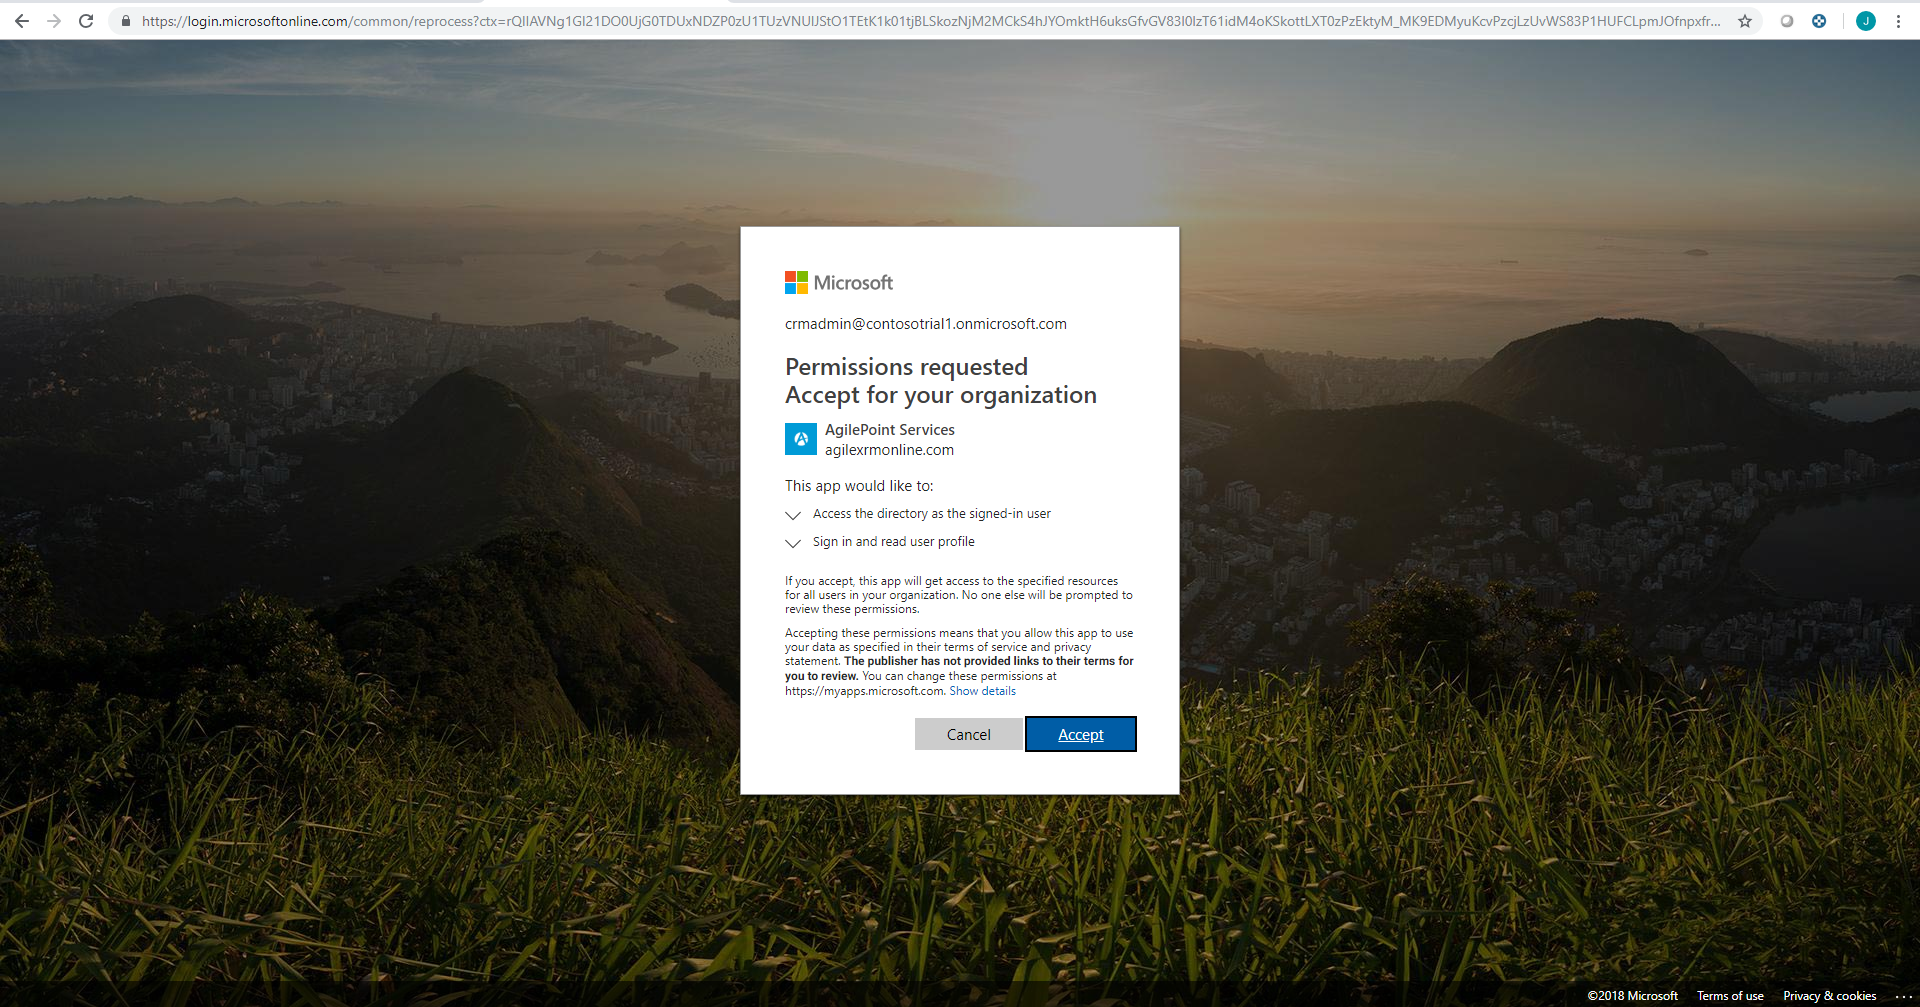 https://login.microsoftonline.com/common/reprocess?ctx=
J
Microsoft
crmadmin@contosotrial1.onmicrosoft.com
Permissions requested
Accept for your organization
AgilePoint Services
agilexrmonline.com
This app would like to:
Access the directory as the signed-in user
Sign in and read user profile
If you accept, this app will get access to the specified resources
for all users in your organization. No one else will be prompted to
review these permissions.
Accepting these permissions means that you allow this app to use
your data as specified in their terms of service and privacy
statement. The publisher has not provided links to their terms for
you to review. You can change these permissions at
https://myapps.microsoft.com. Show details
Cancel Accept
©2018 Microsoft Terms of use Privacy & cookies ...